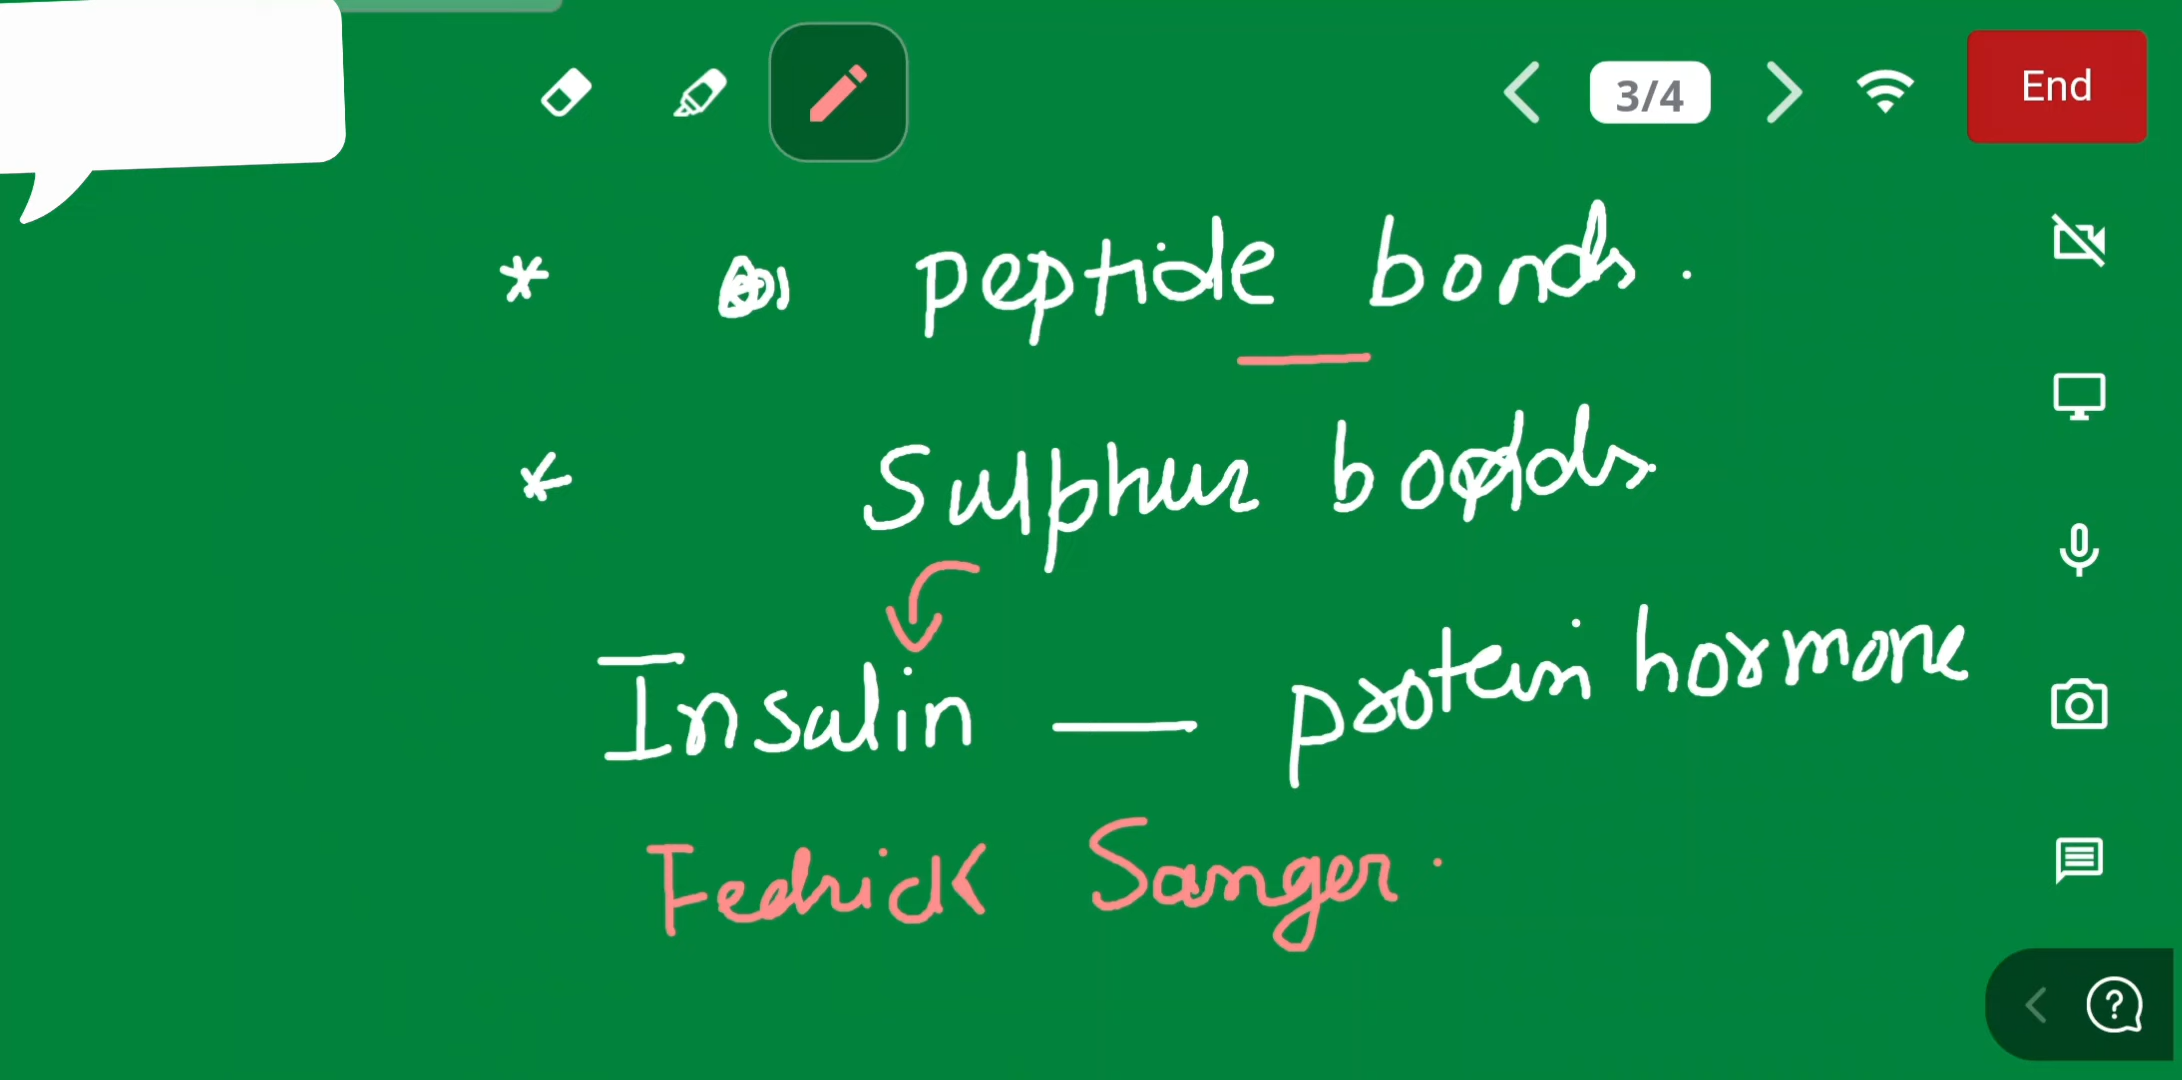 3/4 End
* peptide bonds.
* Sulphur bonds
Insulin — protein hormone
Fedrick Sanger.